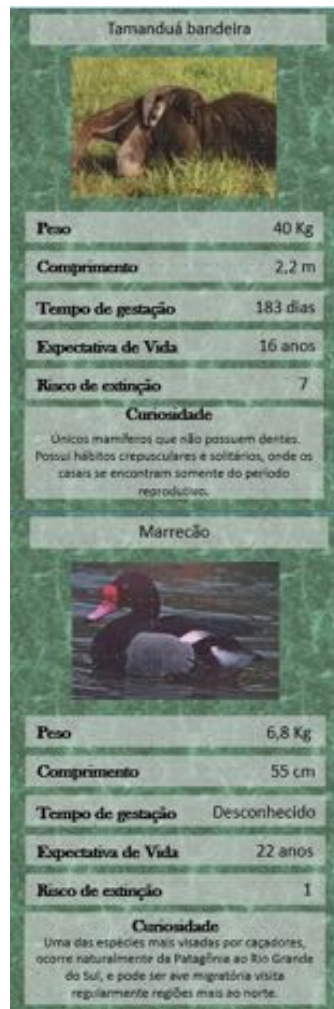 Tamanduá bandeira
Peso 40 Kg
Comprimento 2,2 m
Tempo de gestação 183 dias
Expectativa de Vida 16 anos
Risco de extinção 7
Curiosidade
Únicos mamíferos que não possuem dentes.
Possui hábitos crepusculares e solitários, onde os
casais se encontram somente do período
reprodutivo.
Marrecão
Peso 6,8 Kg
Comprimento 55 cm
Tempo de gestação Desconhecido
Expectativa de Vida 22 anos
Risco de extinção 1
Curiosidade
Uma das espécies mais visadas por caçadores,
ocorre naturalmente da Patagônia ao Rio Grande
do Sul, e pode ser ave migratória visita
regularmente regiões mais ao norte.